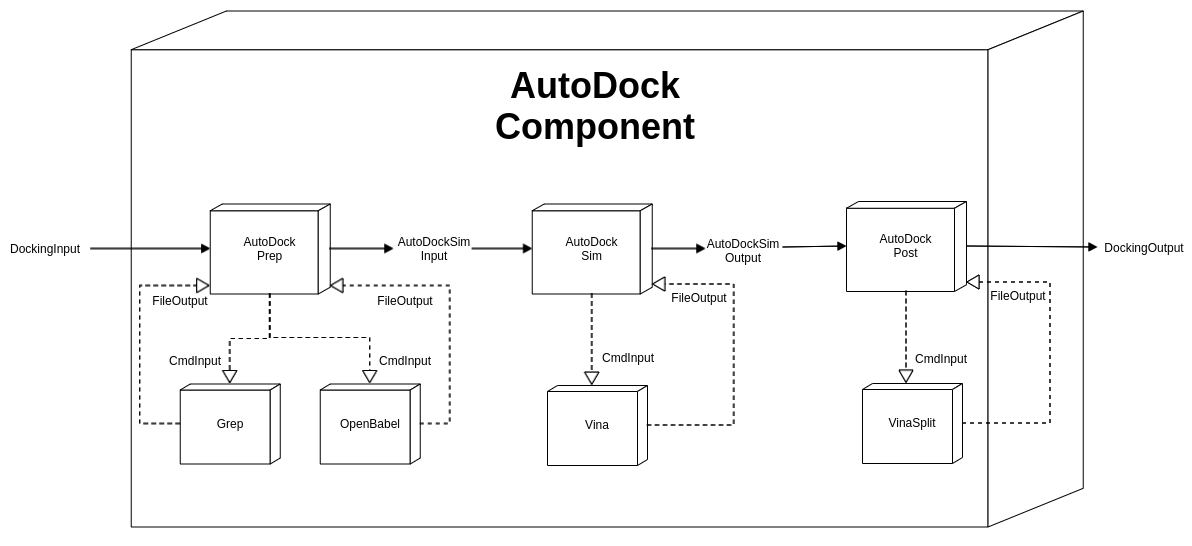 AutoDock
Component
DockingInput
AutoDock
Prep
AutoDockSim
Input
AutoDock
Sim
AutoDockSim
Output
AutoDock
Post
DockingOutput
FileOutput
FileOutput
FileOutput
FileOutput
CmdInput
CmdInput
CmdInput
CmdInput
Grep
OpenBabel
Vina
VinaSplit